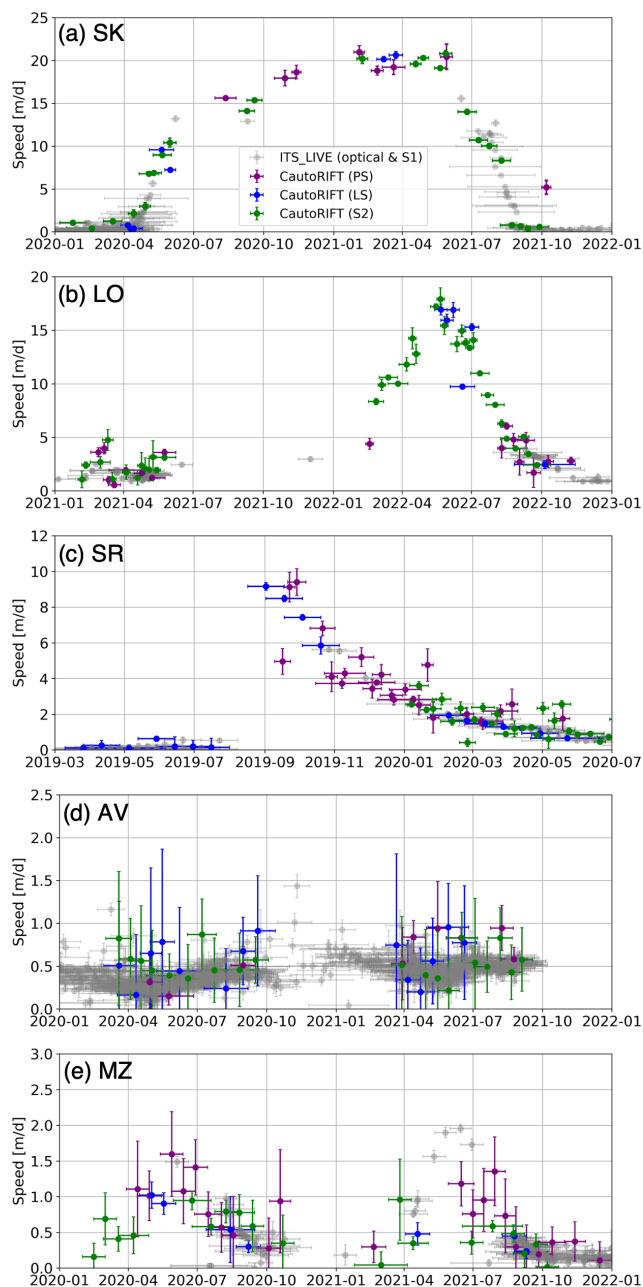 (a) SK
Speed [m/d]
25
20
15
10
5
0
ITS_LIVE (optical & S1)
CautoRIFT (PS)
CautoRIFT (LS)
CautoRIFT (S2)
2020-01 2020-04 2020-07 2020-10 2021-01 2021-04 2021-07 2021-10 2022-01
(b) LO
Speed [m/d]
20
15
10
5
0
2021-01 2021-04 2021-07 2021-10 2022-01 2022-04 2022-07 2022-10 2023-01
(c) SR
Speed [m/d]
12
10
8
6
4
2
0
2019-03 2019-05 2019-07 2019-09 2019-11 2020-01 2020-03 2020-05 2020-07
(d) AV
Speed [m/d]
2.5
2.0
1.5
1.0
0.5
0.0
2020-01 2020-04 2020-07 2020-10 2021-01 2021-04 2021-07 2021-10 2022-01
(e) MZ
Speed [m/d]
3.0
2.5
2.0
1.5
1.0
0.5
0.0
2020-01 2020-04 2020-07 2020-10 2021-01 2021-04 2021-07 2021-10 2022-01